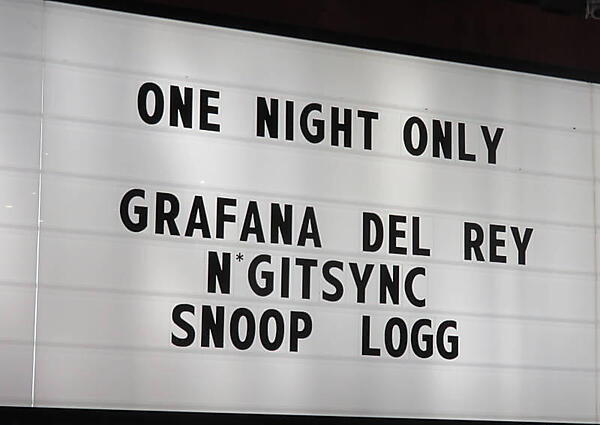 ONE NIGHT ONLY
GRAFANA DEL REY
N*GITSYNC
SNOOP LOGG